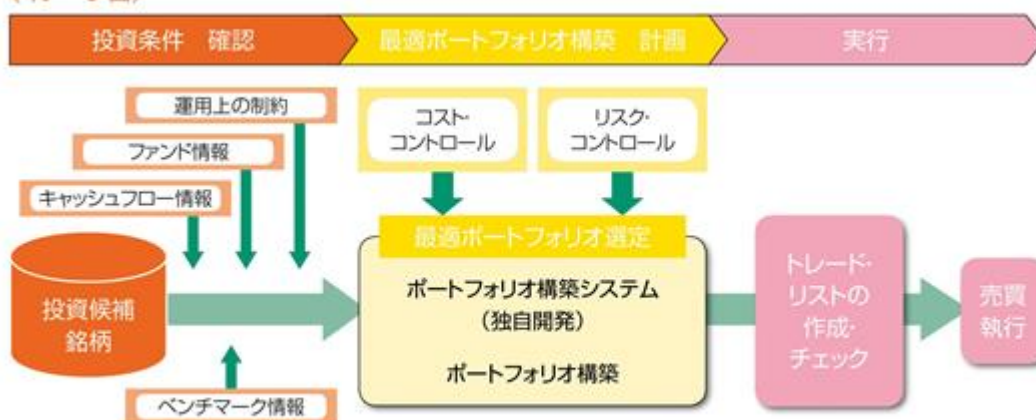 投資条件 確認
最適ポートフォリオ構築 計画
実行
運用上の制約
ファンド情報
キャッシュフロー情報
コスト・
コントロール
リスク・
コントロール
投資候補
銘柄
最適ポートフォリオ選定
ポートフォリオ構築システム
(独自開発)
ポートフォリオ構築
トレード・
リストの
作成・
チェック
売買
執行
ベンチマーク情報